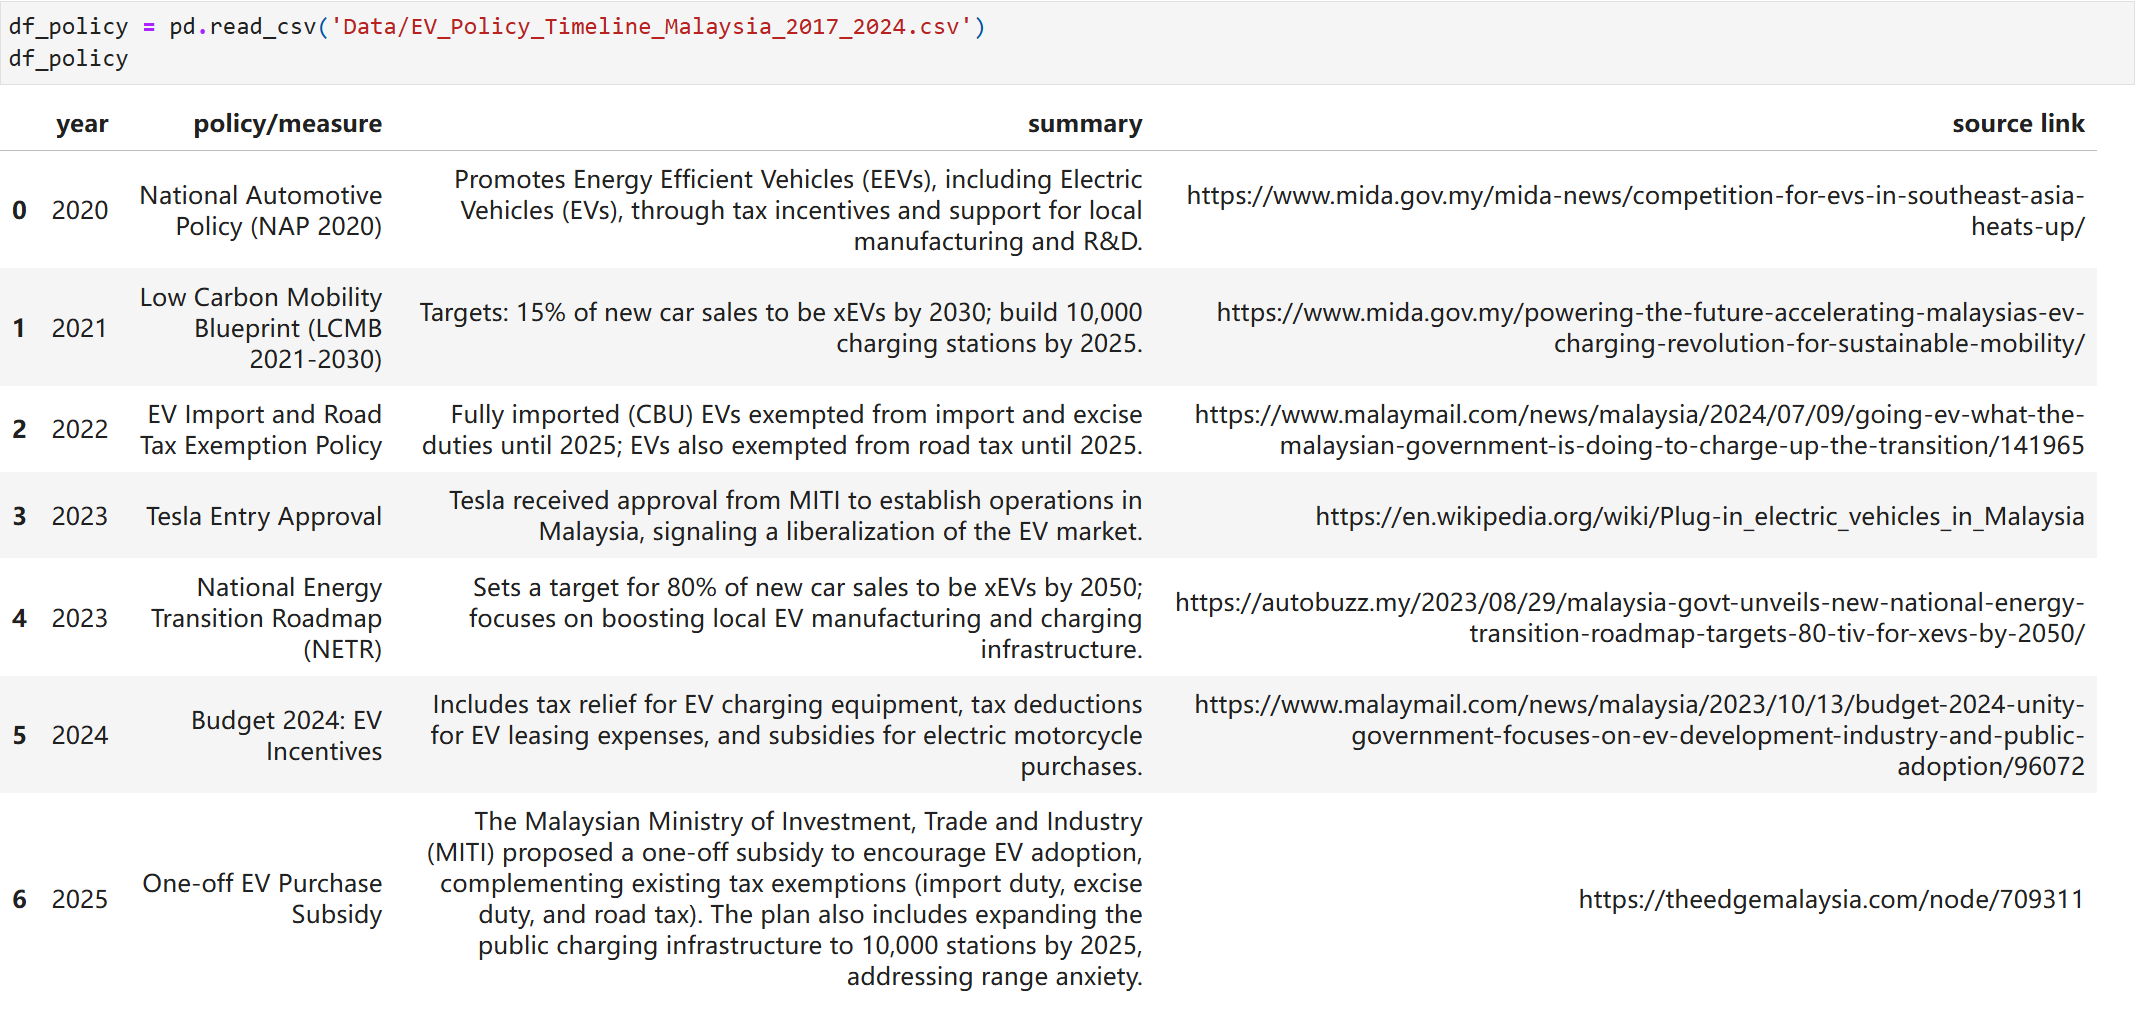 df_policy = pd.read_csv('Data/EV_Policy_Timeline_Malaysia_2017_2024.csv')
df_policy
year policy/measure summary source link
0 2020 National Automotive Policy (NAP 2020) Promotes Energy Efficient Vehicles (EEVs), including Electric Vehicles (EVs), through tax incentives and support for local manufacturing and R&D. https://www.mida.gov.my/mida-news/competition-for-evs-in-southeast-asia-heats-up/
1 2021 Low Carbon Mobility Blueprint (LCMB 2021-2030) Targets: 15% of new car sales to be xEVs by 2030; build 10,000 charging stations by 2025. https://www.mida.gov.my/powering-the-future-accelerating-malaysias-ev-charging-revolution-for-sustainable-mobility/
2 2022 EV Import and Road Tax Exemption Policy Fully imported (CBU) EVs exempted from import and excise duties until 2025; EVs also exempted from road tax until 2025. https://www.malaymail.com/news/malaysia/2024/07/09/going-ev-what-the-malaysian-government-is-doing-to-charge-up-the-transition/141965
3 2023 Tesla Entry Approval Tesla received approval from MITI to establish operations in Malaysia, signaling a liberalization of the EV market. https://en.wikipedia.org/wiki/Plug-in_electric_vehicles_in_Malaysia
4 2023 National Energy Transition Roadmap (NETR) Sets a target for 80% of new car sales to be xEVs by 2050; focuses on boosting local EV manufacturing and charging infrastructure. https://autobuzz.my/2023/08/29/malaysia-govt-unveils-new-national-energy-transition-roadmap-targets-80-tiv-for-xevs-by-2050/
5 2024 Budget 2024: EV Incentives Includes tax relief for EV charging equipment, tax deductions for EV leasing expenses, and subsidies for electric motorcycle purchases. https://www.malaymail.com/news/malaysia/2023/10/13/budget-2024-unity-government-focuses-on-ev-development-industry-and-public-adoption/96072
6 2025 One-off EV Purchase Subsidy The Malaysian Ministry of Investment, Trade and Industry (MITI) proposed a one-off subsidy to encourage EV adoption, complementing existing tax exemptions (import duty, excise duty, and road tax). The plan also includes expanding the public charging infrastructure to 10,000 stations by 2025, addressing range anxiety. https://theedgemalaysia.com/node/709311